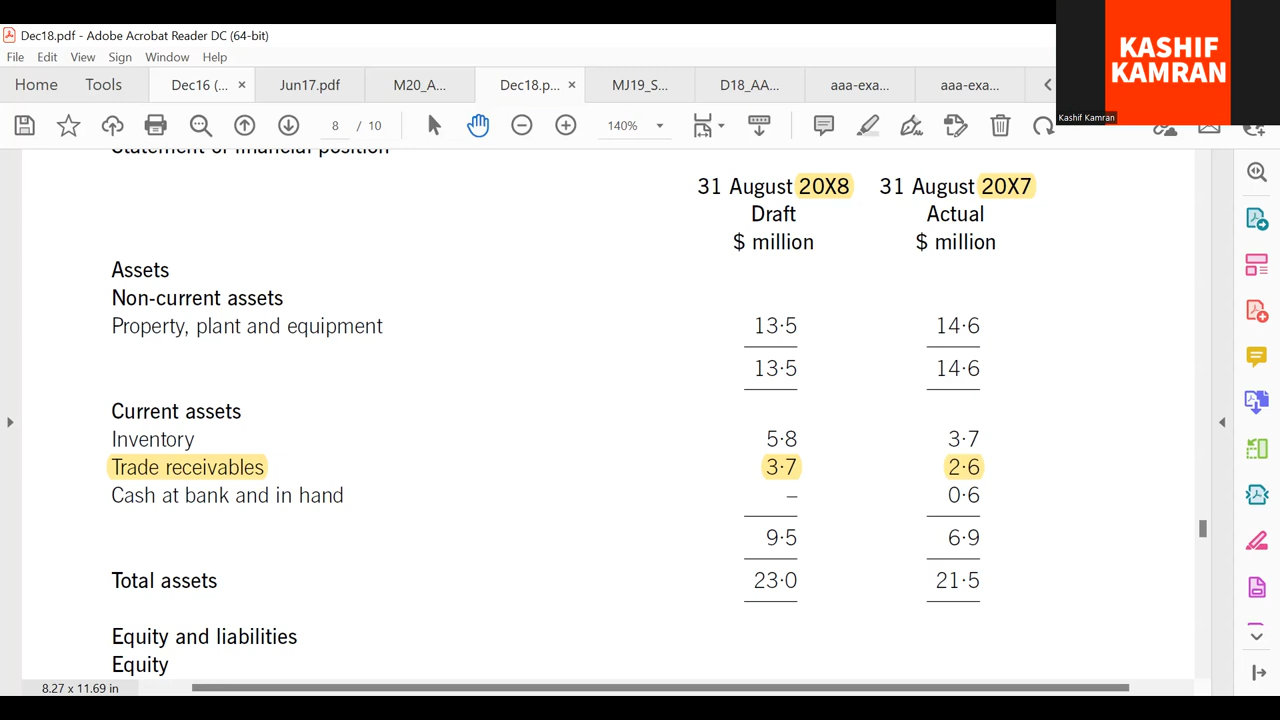 Dec18.pdf - Adobe Acrobat Reader DC (64-bit)
File Edit View Sign Window Help
Home Tools Dec16 (... × Jun17.pdf M20_A... Dec18.p... × MJ19_S... D18_AA... aaa-exa... aaa-exa...
8 / 10 140%
KASHIF
KAMRAN
Kashif Kamran
Statement of financial position
31 August 20X8 31 August 20X7
Draft Actual
$ million $ million
Assets
Non-current assets
Property, plant and equipment 13·5 14·6
13·5 14·6
Current assets
Inventory 5·8 3·7
Trade receivables 3·7 2·6
Cash at bank and in hand – 0·6
9·5 6·9
Total assets 23·0 21·5
Equity and liabilities
Equity
8.27 x 11.69 in